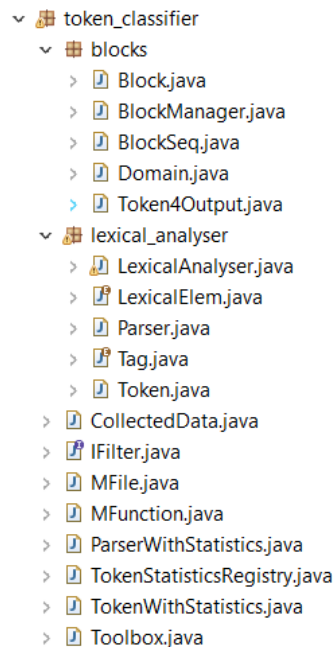 token_classifier
blocks
Block.java
BlockManager.java
BlockSeq.java
Domain.java
Token4Output.java
lexical_analyser
LexicalAnalyser.java
LexicalElem.java
Parser.java
Tag.java
Token.java
CollectedData.java
IFilter.java
MFile.java
MFunction.java
ParserWithStatistics.java
TokenStatisticsRegistry.java
TokenWithStatistics.java
Toolbox.java